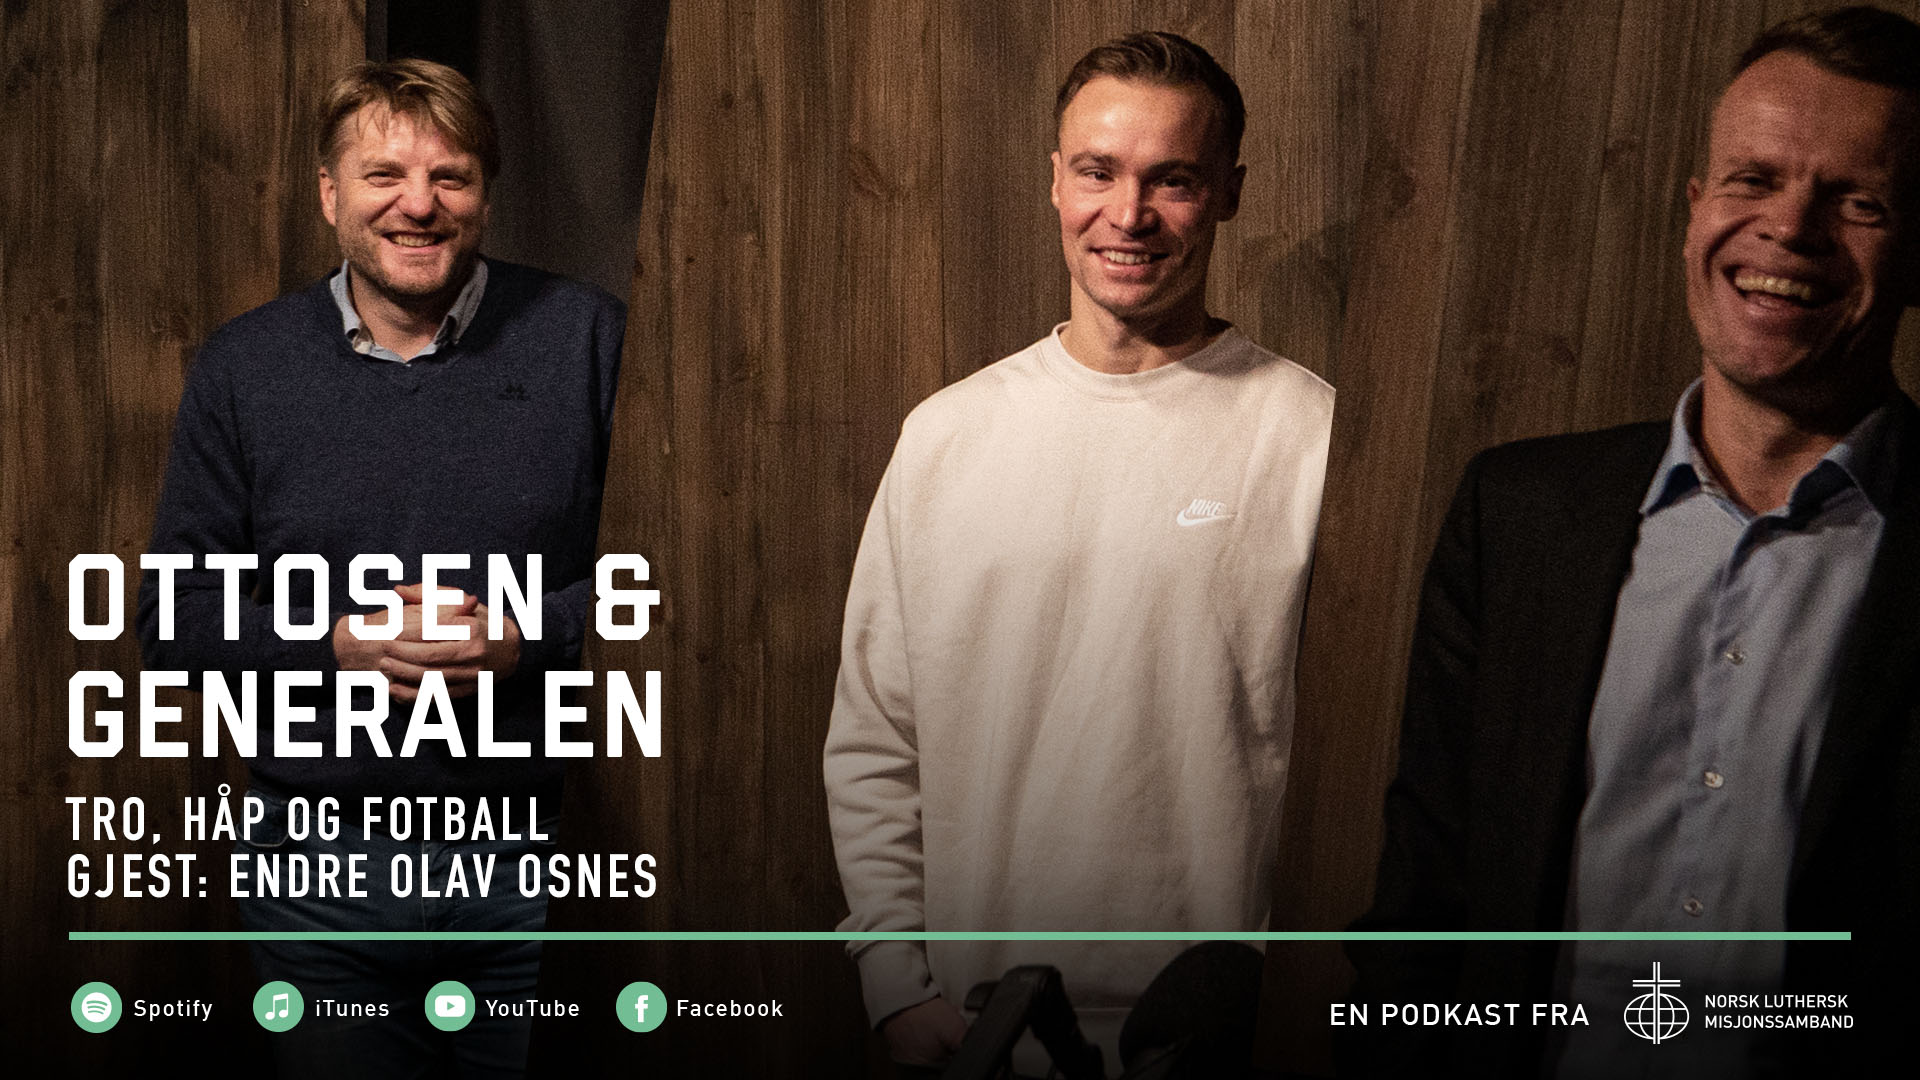 NIKE
OTTOSEN &
GENERALEN
TRO, HÅP OG FOTBALL
GJEST: ENDRE OLAV OSNES
Spotify iTunes YouTube Facebook
EN PODKAST FRA
NORSK LUTHERSK
MISJONSSAMBAND